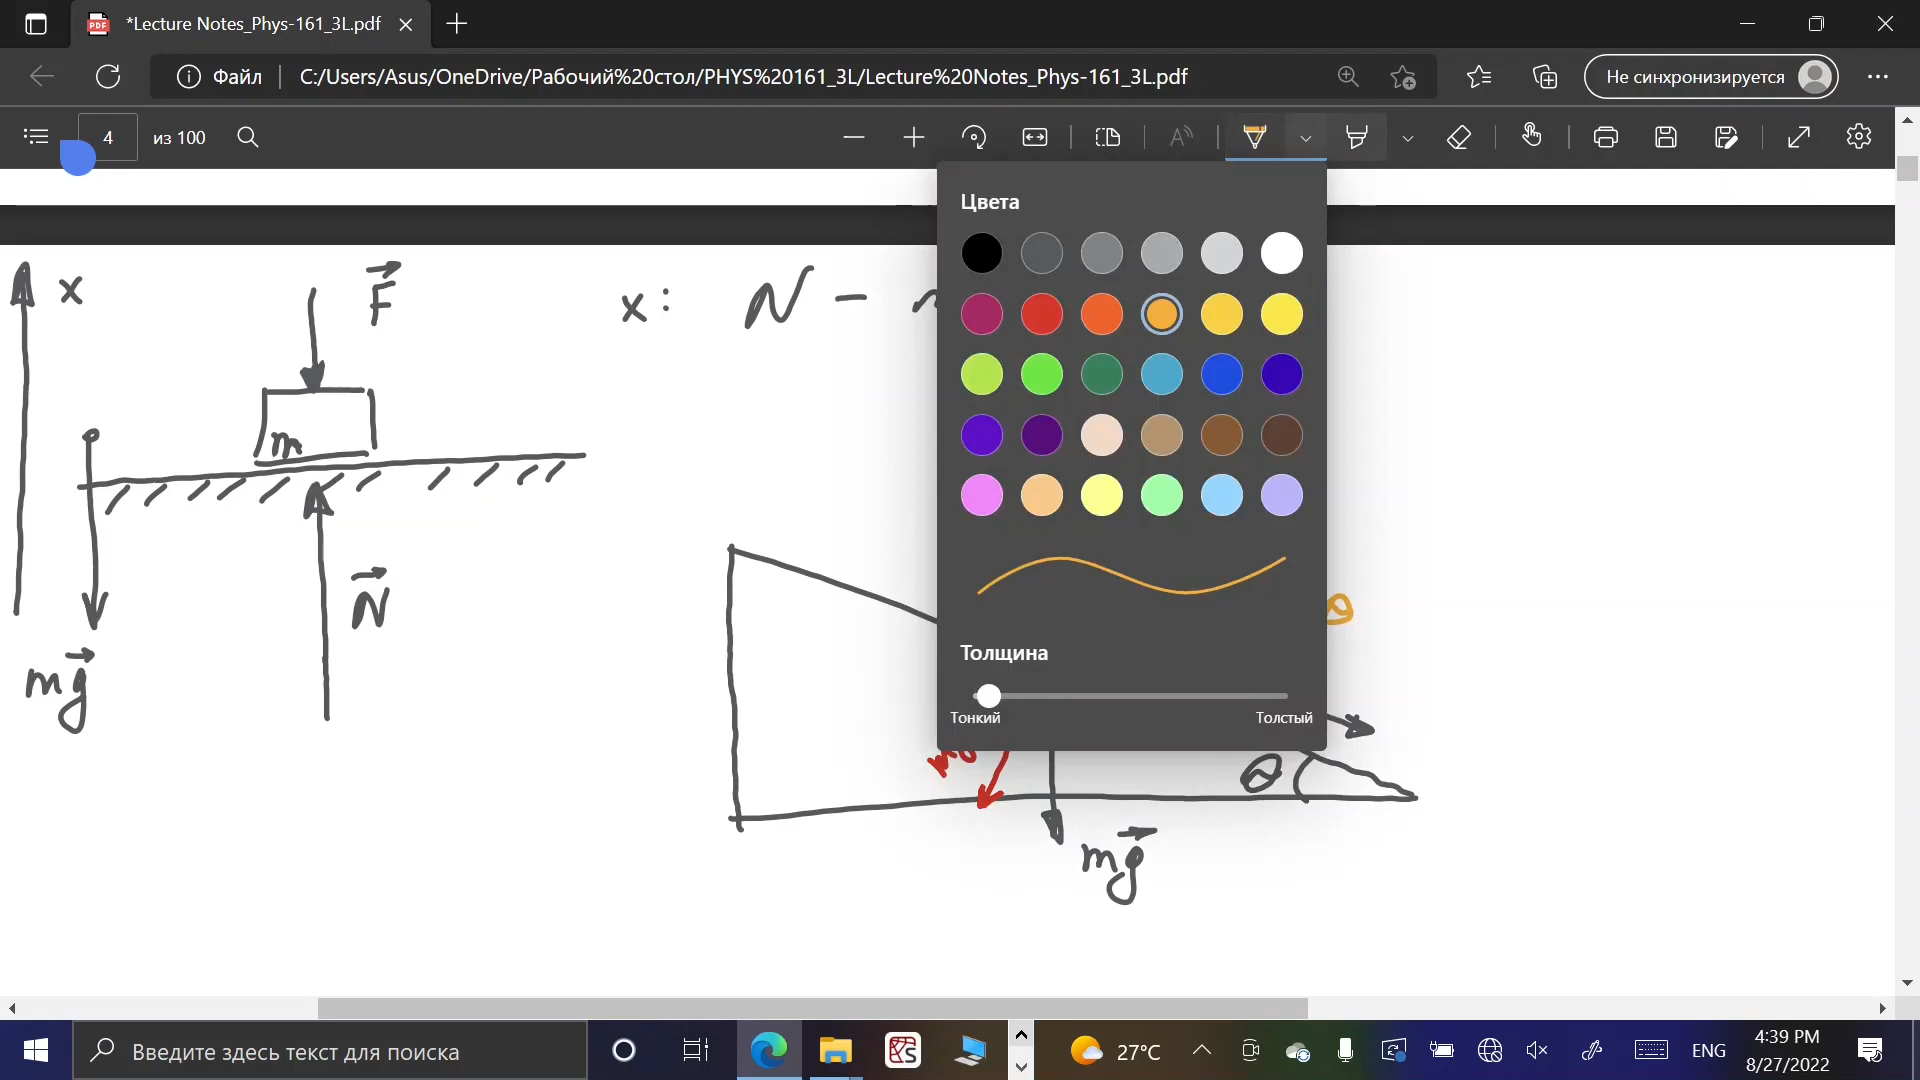 *Lecture Notes_Phys-161_3L.pdf
Файл
C:/Users/Asus/OneDrive/Рабочий%20стол/PHYS%20161_3L/Lecture%20Notes_Phys-161_3L.pdf
Не синхронизируется
4
из 100
Цвета
x
F
x: N -
m
N
mg
Толщина
Тонкий
Толстый
θ
mg
Введите здесь текст для поиска
27°C
ENG
4:39 PM
8/27/2022